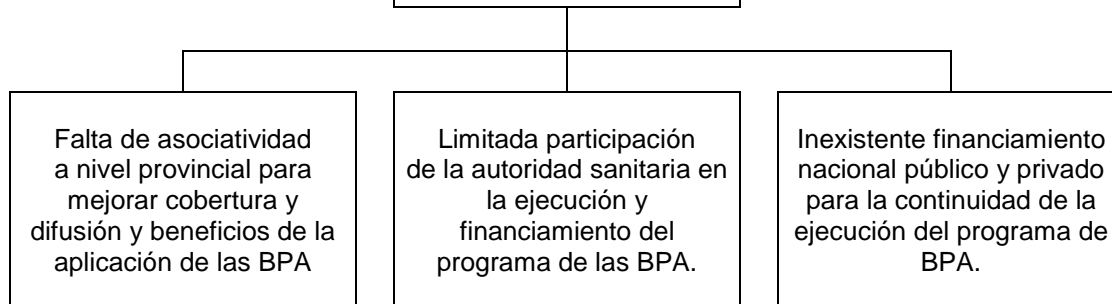 Falta de asociatividad
a nivel provincial para
mejorar cobertura y
difusión y beneficios de la
aplicación de las BPA
Limitada participación
de la autoridad sanitaria en
la ejecución y
financiamiento del
programa de las BPA.
Inexistente financiamiento
nacional público y privado
para la continuidad de la
ejecución del programa de
BPA.